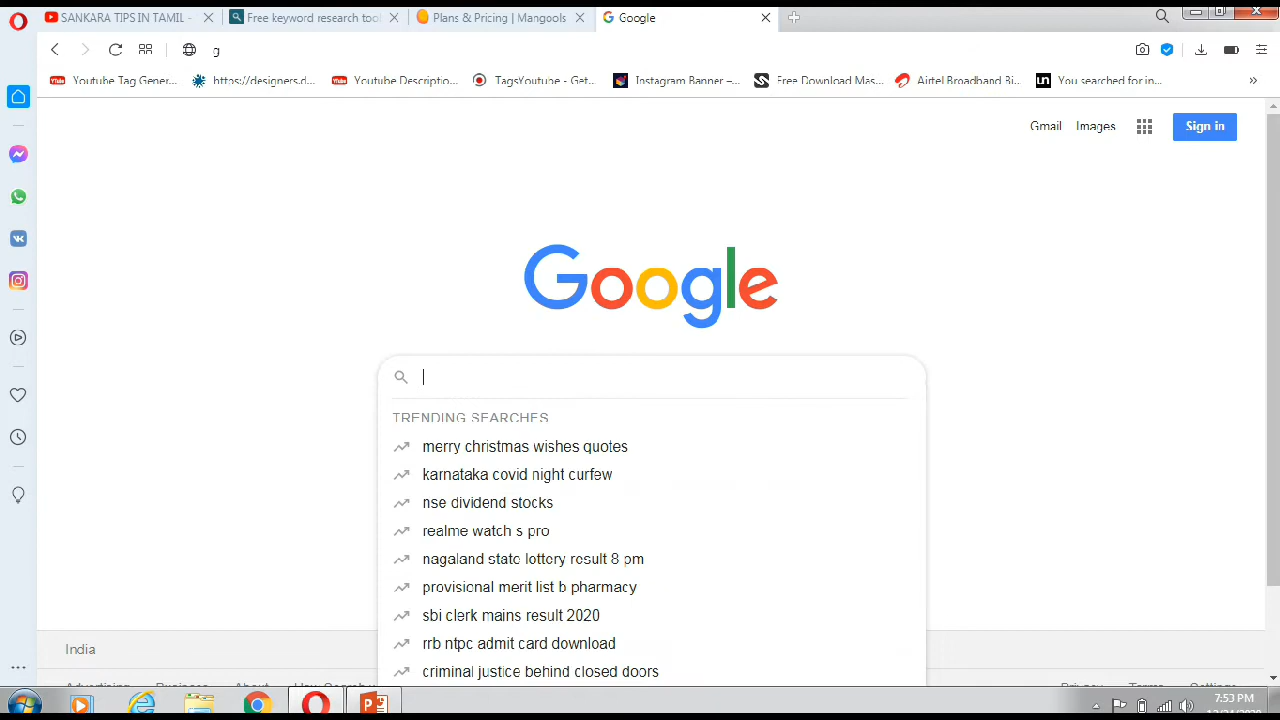 SANKARA TIPS IN TAMIL -
Free keyword research tool
Plans & Pricing | Mangools
Google
g
Youtube Tag Gener...
https://designers.d...
Youtube Descriptio...
TagsYoutube - Get...
Instagram Banner –...
Free Download Mas...
Airtel Broadband Bi...
You searched for in...
Gmail
Images
Sign in
Google
TRENDING SEARCHES
merry christmas wishes quotes
karnataka covid night curfew
nse dividend stocks
realme watch s pro
nagaland state lottery result 8 pm
provisional merit list b pharmacy
sbi clerk mains result 2020
rrb ntpc admit card download
criminal justice behind closed doors
India
7:53 PM